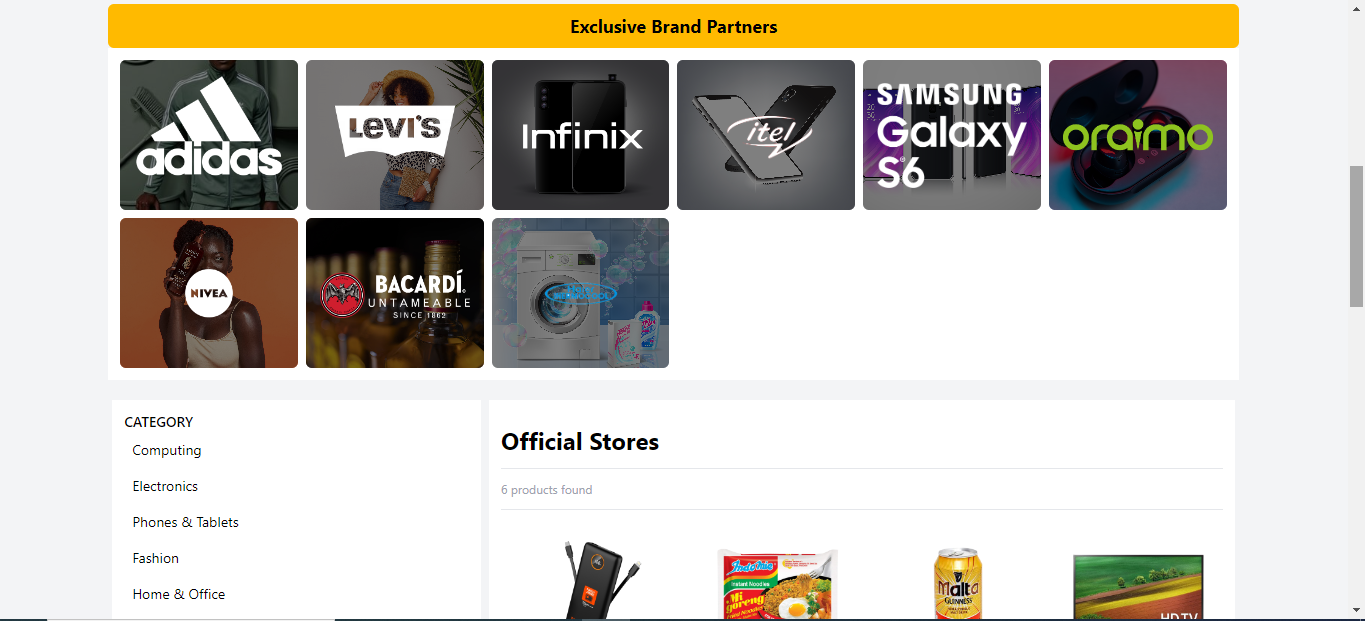 Exclusive Brand Partners
adidas
LEVI'S
Infinix
itel
SAMSUNG
Galaxy
S6
oraimo
NIVEA
BACARDÍ
UNTAMEABLE
SINCE 1862
CATEGORY
Computing
Electronics
Phones & Tablets
Fashion
Home & Office
Official Stores
6 products found
Indomie
Instant Noodles
Mi
goreng
Malta
GUINNESS
HD TV